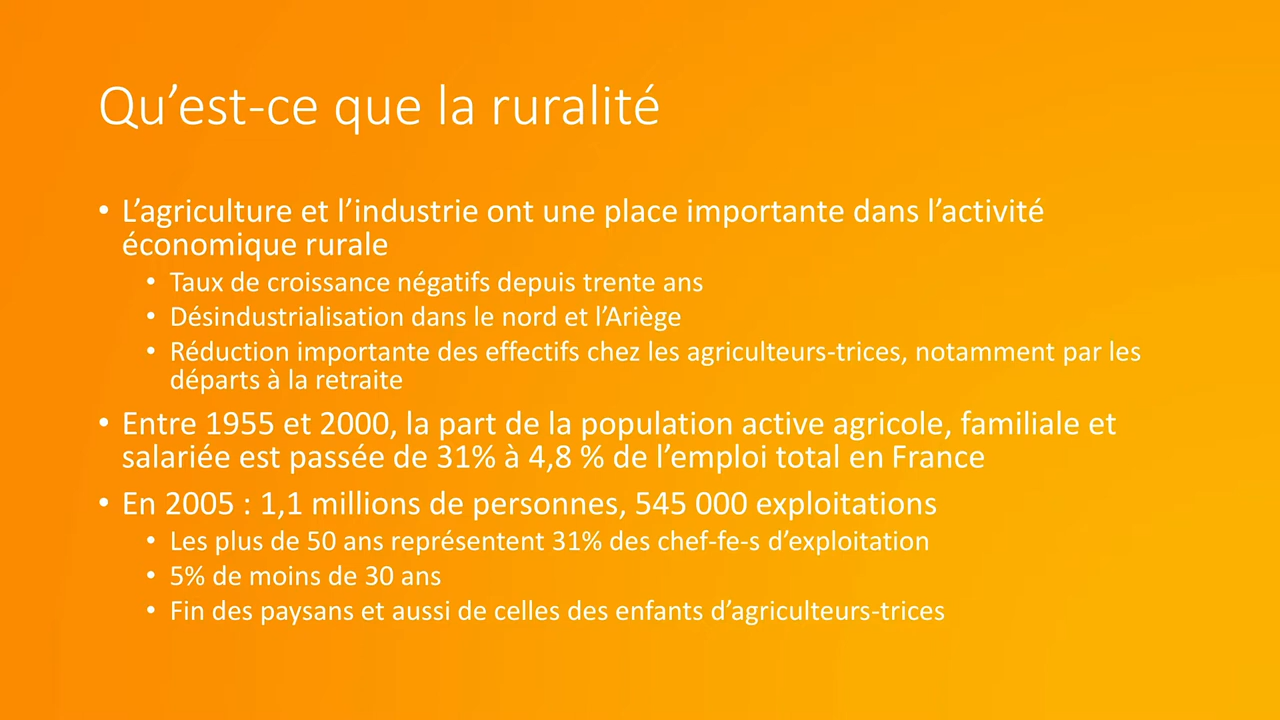 Qu’est-ce que la ruralité
• L’agriculture et l’industrie ont une place importante dans l’activité
économique rurale
• Taux de croissance négatifs depuis trente ans
• Désindustrialisation dans le nord et l’Ariège
• Réduction importante des effectifs chez les agriculteurs-trices, notamment par les
départs à la retraite
• Entre 1955 et 2000, la part de la population active agricole, familiale et
salariée est passée de 31% à 4,8 % de l’emploi total en France
• En 2005 : 1,1 millions de personnes, 545 000 exploitations
• Les plus de 50 ans représentent 31% des chef-fe-s d’exploitation
• 5% de moins de 30 ans
• Fin des paysans et aussi de celles des enfants d’agriculteurs-trices